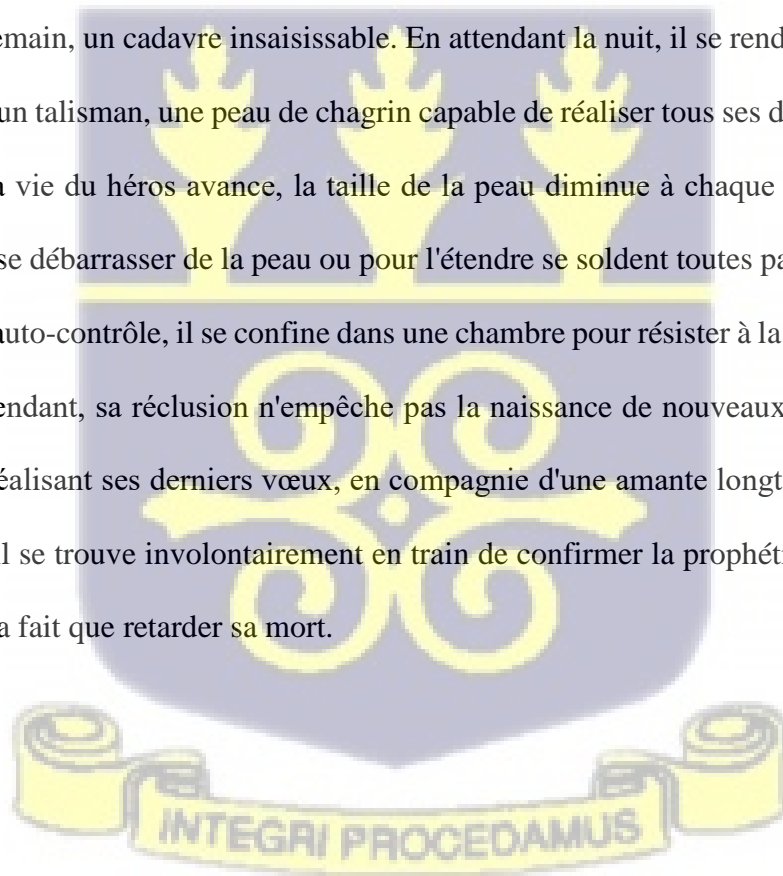 emain, un cadavre insaisissable. En attendant la nuit, il se rend
un talisman, une peau de chagrin capable de réaliser tous ses d
vie du héros avance, la taille de la peau diminue à chaque
se débarrasser de la peau ou pour l'étendre se soldent toutes pa
auto-contrôle, il se confine dans une chambre pour résister à la
endant, sa réclusion n'empêche pas la naissance de nouveaux
éalisant ses derniers vœux, en compagnie d'une amante longt
il se trouve involontairement en train de confirmer la prophét
a fait que retarder sa mort.
INTEGRI PROCEDAMUS